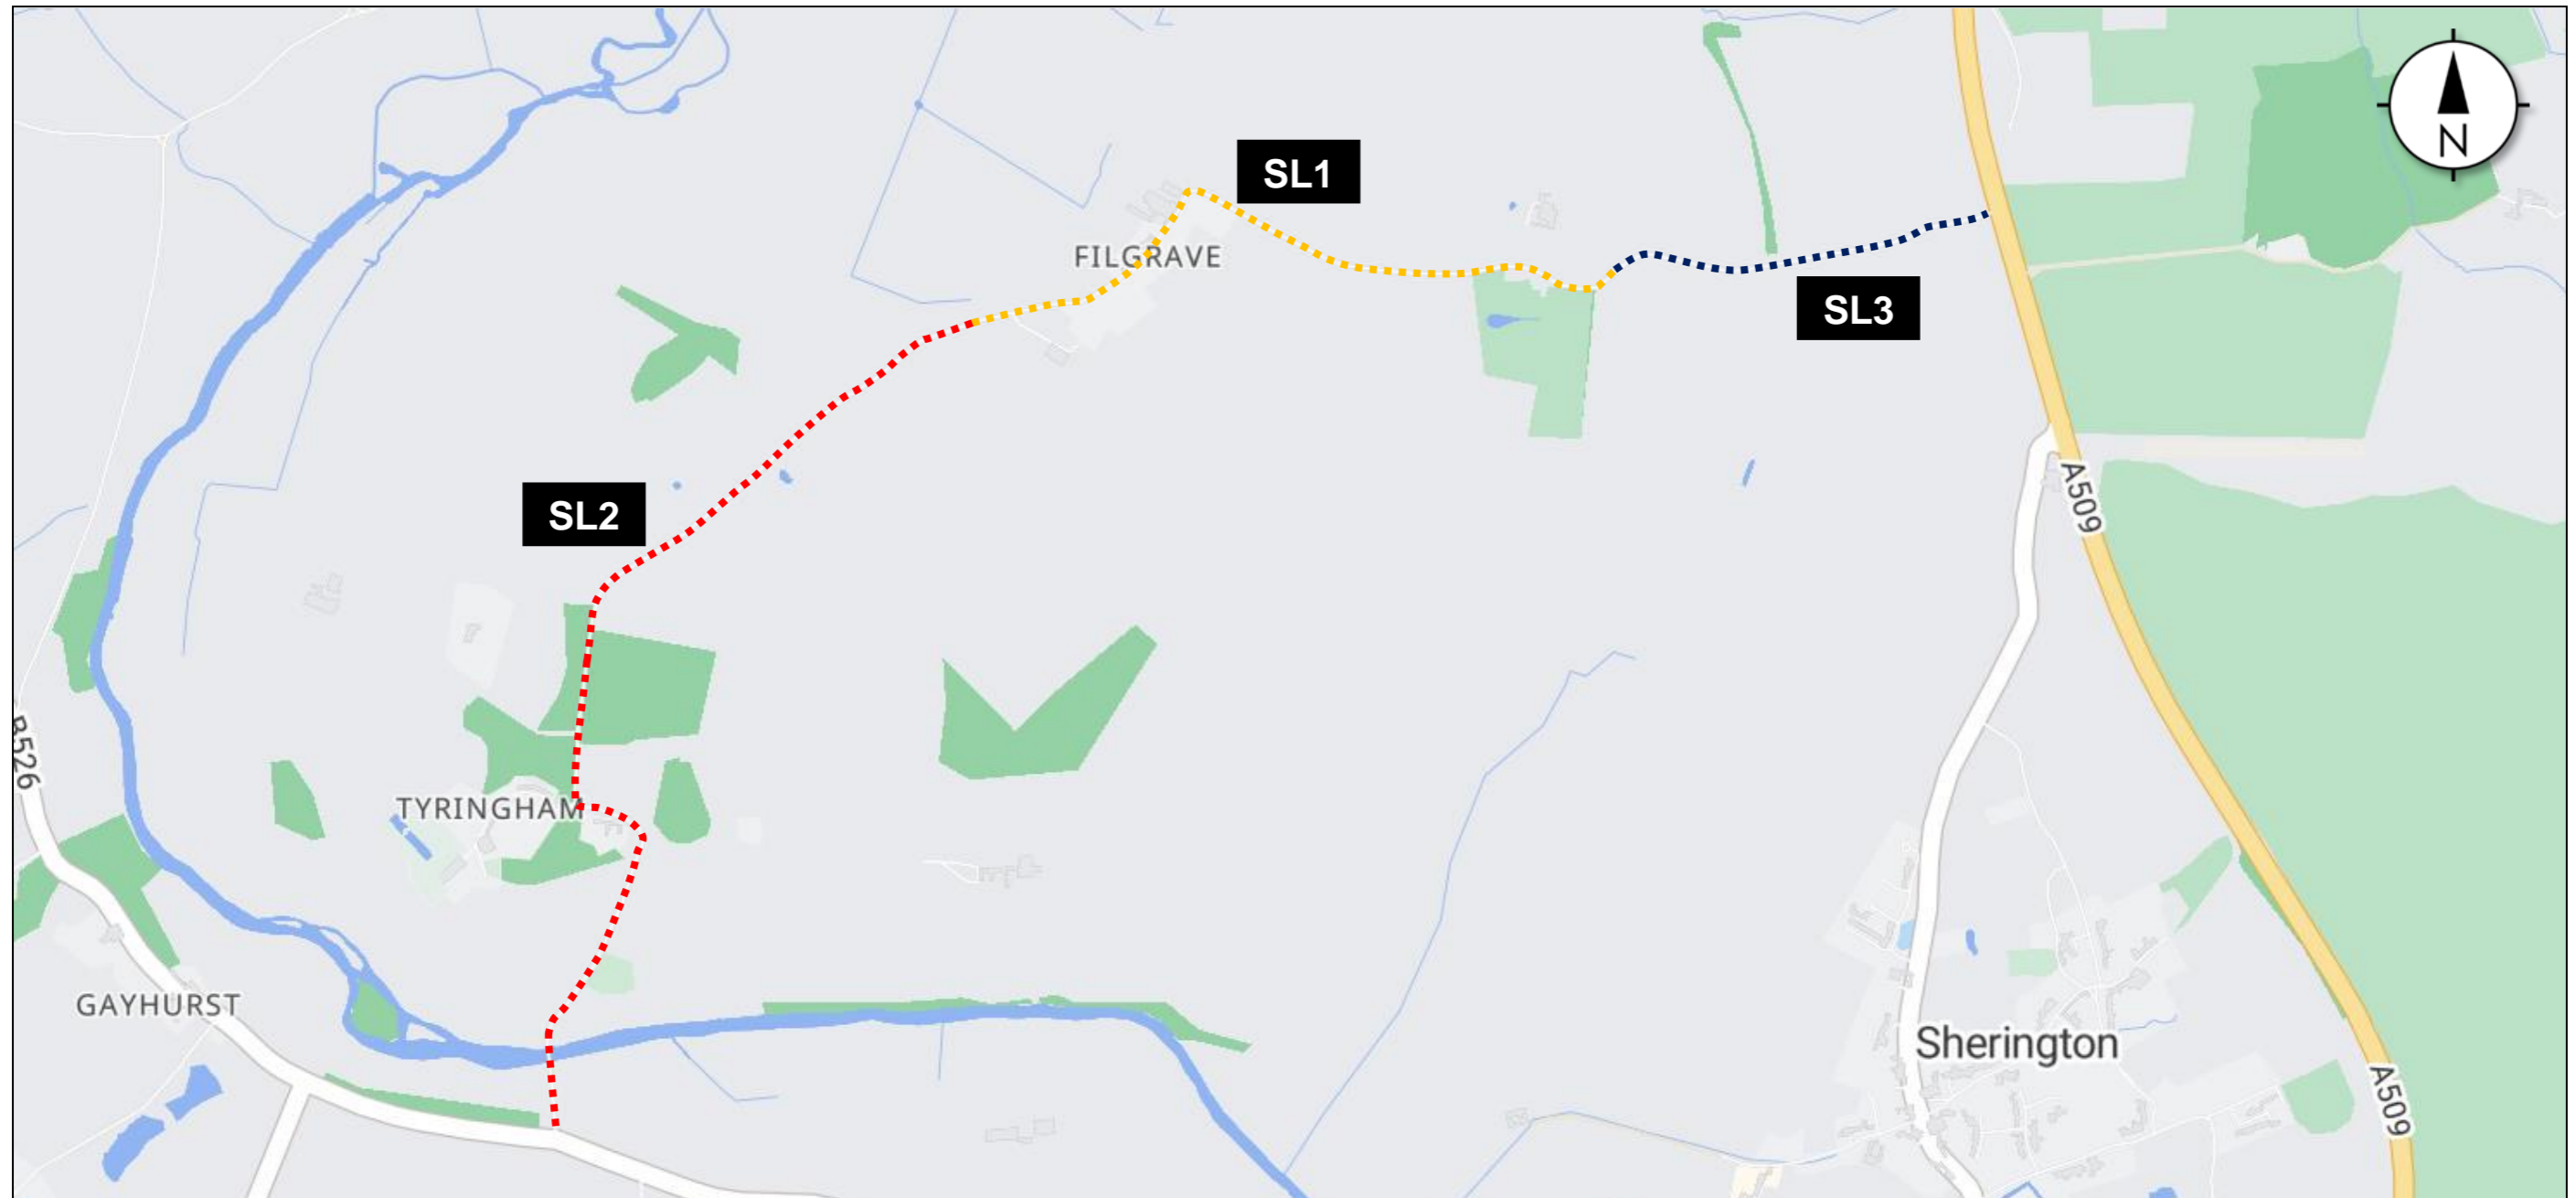 N
SL1
FILGRAVE
SL3
A509
SL2
B526
TYRINGHAM
GAYHURST
Sherington
A509